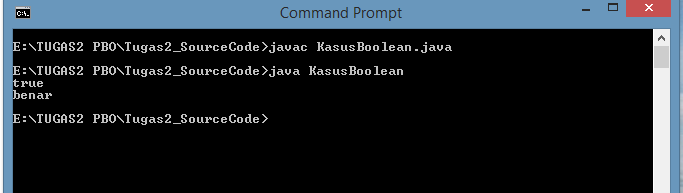 Command Prompt
E:\TUGAS2 PBO\Tugas2_SourceCode>javac KasusBoolean.java
E:\TUGAS2 PBO\Tugas2_SourceCode>java KasusBoolean
true
benar
E:\TUGAS2 PBO\Tugas2_SourceCode>